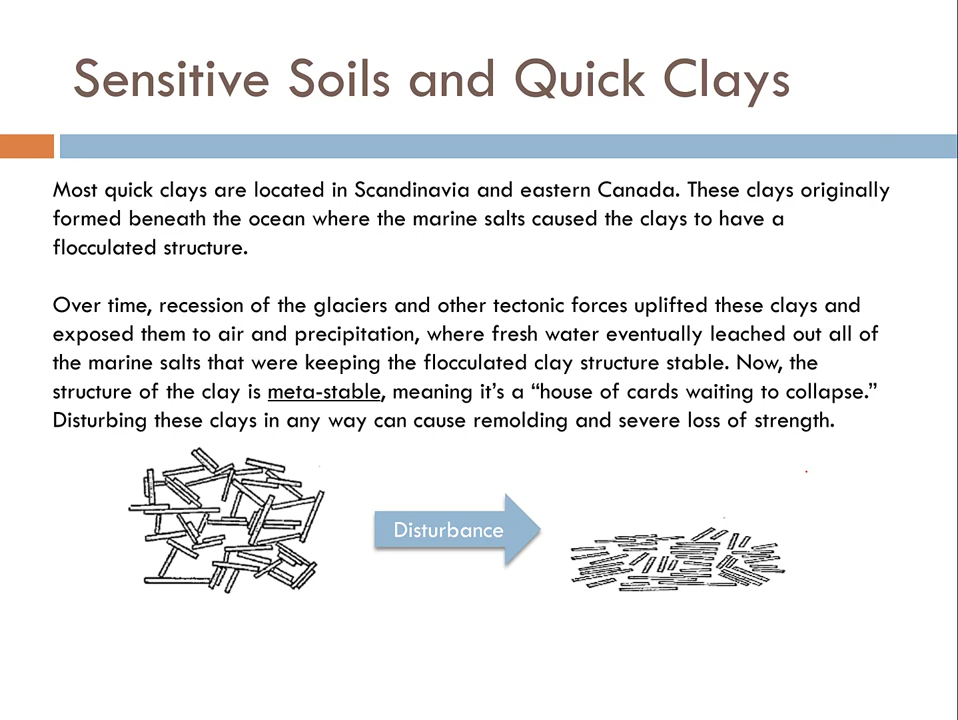 Sensitive Soils and Quick Clays
Most quick clays are located in Scandinavia and eastern Canada. These clays originally
formed beneath the ocean where the marine salts caused the clays to have a
flocculated structure.
Over time, recession of the glaciers and other tectonic forces uplifted these clays and
exposed them to air and precipitation, where fresh water eventually leached out all of
the marine salts that were keeping the flocculated clay structure stable. Now, the
structure of the clay is meta-stable, meaning it’s a “house of cards waiting to collapse.”
Disturbing these clays in any way can cause remolding and severe loss of strength.
Disturbance